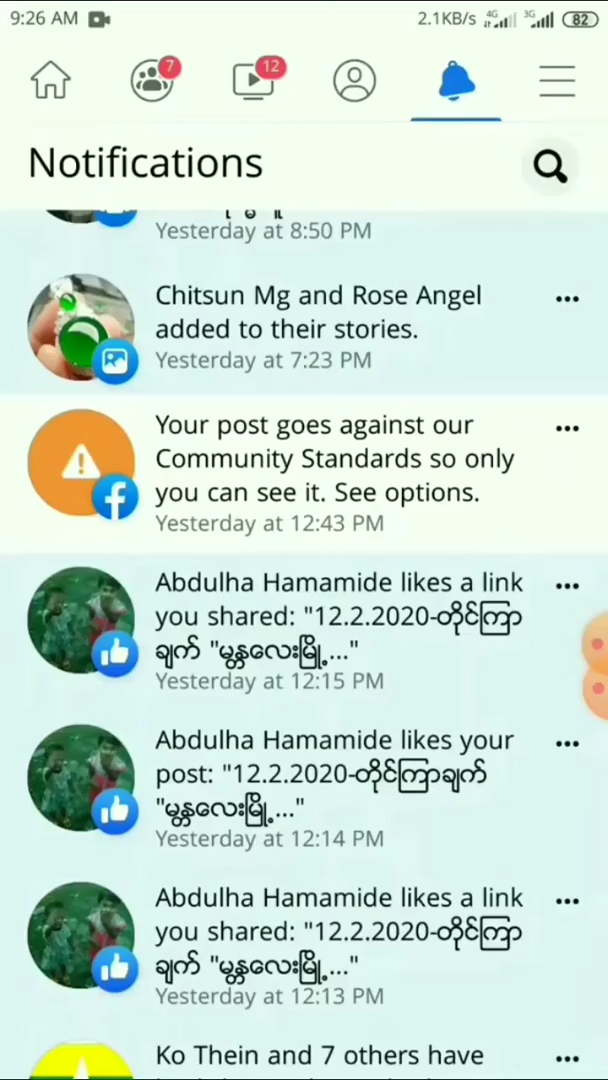 9:26 AM
2.1KB/s 4G 3G 82
7
12
Notifications
Yesterday at 8:50 PM
Chitsun Mg and Rose Angel
added to their stories.
Yesterday at 7:23 PM
Your post goes against our
Community Standards so only
you can see it. See options.
Yesterday at 12:43 PM
Abdulha Hamamide likes a link
you shared: "12.2.2020-တိုင်ကြာ
ချက် "မန္တလေးမြို့..."
Yesterday at 12:15 PM
Abdulha Hamamide likes your
post: "12.2.2020-တိုင်ကြာချက်
"မန္တလေးမြို့..."
Yesterday at 12:14 PM
Abdulha Hamamide likes a link
you shared: "12.2.2020-တိုင်ကြာ
ချက် "မန္တလေးမြို့..."
Yesterday at 12:13 PM
Ko Thein and 7 others have